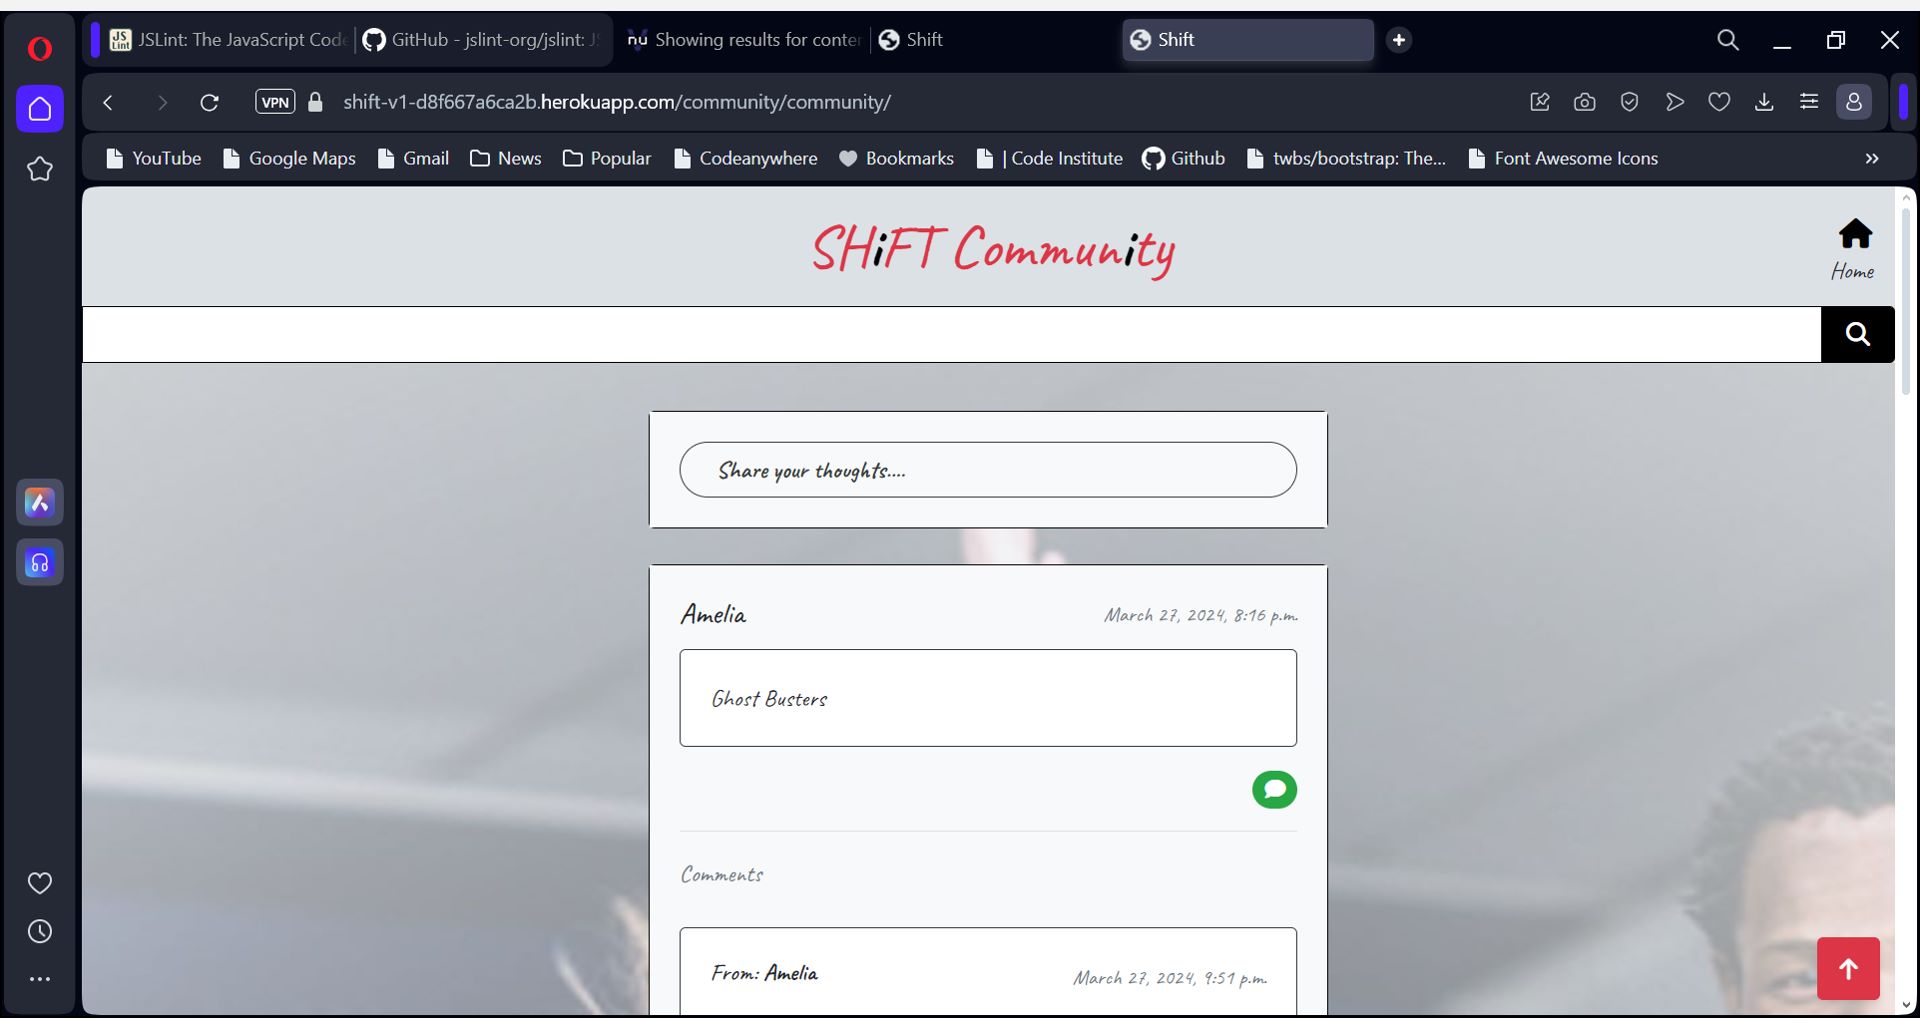 JSLint: The JavaScript Code
GitHub - jslint-org/jslint: JS
Showing results for conten
Shift
Shift
VPN
shift-v1-d8f667a6ca2b.herokuapp.com/community/community/
YouTube
Google Maps
Gmail
News
Popular
Codeanywhere
Bookmarks
| Code Institute
Github
twbs/bootstrap: The...
Font Awesome Icons
SHiFT Community
Home
Share your thoughts....
Amelia
March 27, 2024, 8:16 p.m.
Ghost Busters
Comments
From: Amelia
March 27, 2024, 9:51 p.m.